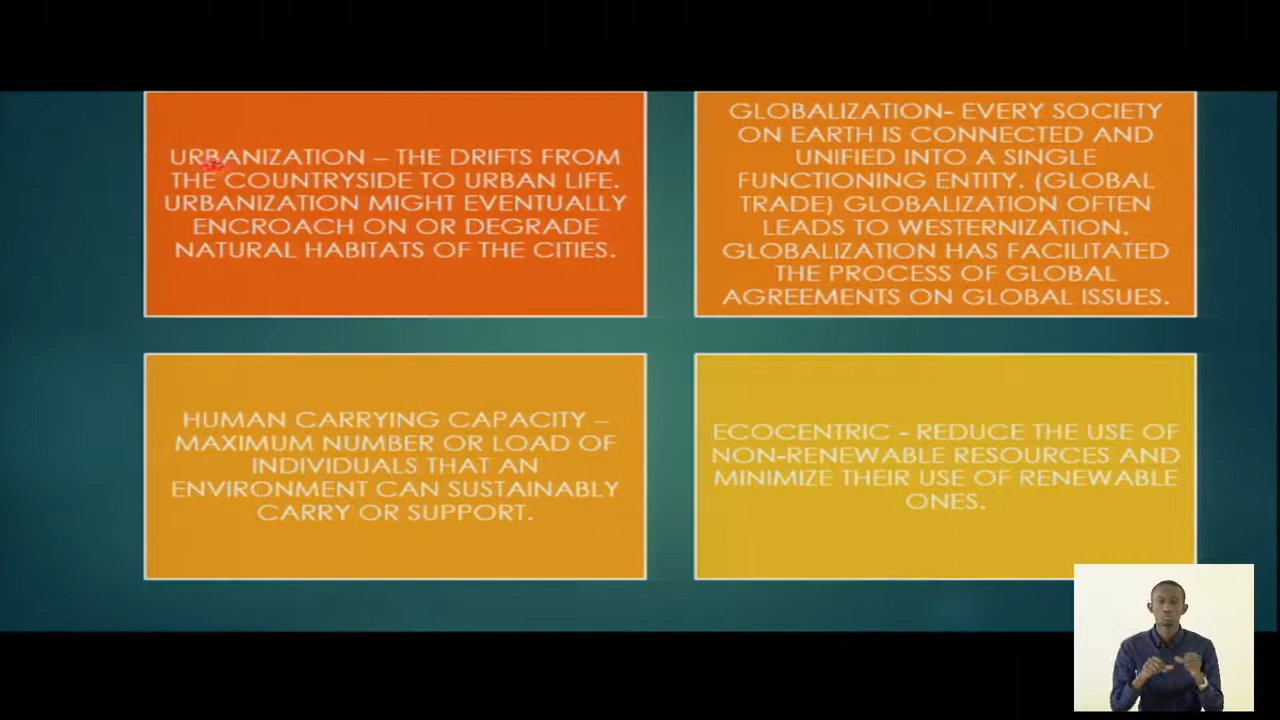 URBANIZATION – THE DRIFTS FROM
THE COUNTRYSIDE TO URBAN LIFE.
URBANIZATION MIGHT EVENTUALLY
ENCROACH ON OR DEGRADE
NATURAL HABITATS OF THE CITIES.
GLOBALIZATION- EVERY SOCIETY
ON EARTH IS CONNECTED AND
UNIFIED INTO A SINGLE
FUNCTIONING ENTITY. (GLOBAL
TRADE) GLOBALIZATION OFTEN
LEADS TO WESTERNIZATION.
GLOBALIZATION HAS FACILITATED
THE PROCESS OF GLOBAL
AGREEMENTS ON GLOBAL ISSUES.
HUMAN CARRYING CAPACITY –
MAXIMUM NUMBER OR LOAD OF
INDIVIDUALS THAT AN
ENVIRONMENT CAN SUSTAINABLY
CARRY OR SUPPORT.
ECOCENTRIC - REDUCE THE USE OF
NON-RENEWABLE RESOURCES AND
MINIMIZE THEIR USE OF RENEWABLE
ONES.